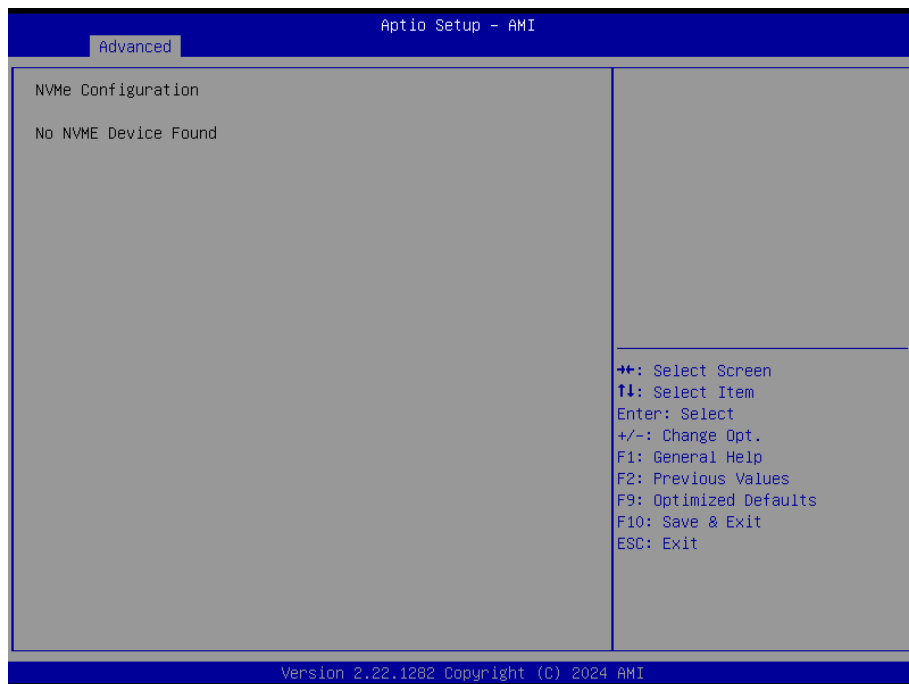 Aptio Setup – AMI
Advanced
NVMe Configuration
No NVME Device Found
→←: Select Screen
↑↓: Select Item
Enter: Select
+/-: Change Opt.
F1: General Help
F2: Previous Values
F9: Optimized Defaults
F10: Save & Exit
ESC: Exit
Version 2.22.1282 Copyright (C) 2024 AMI